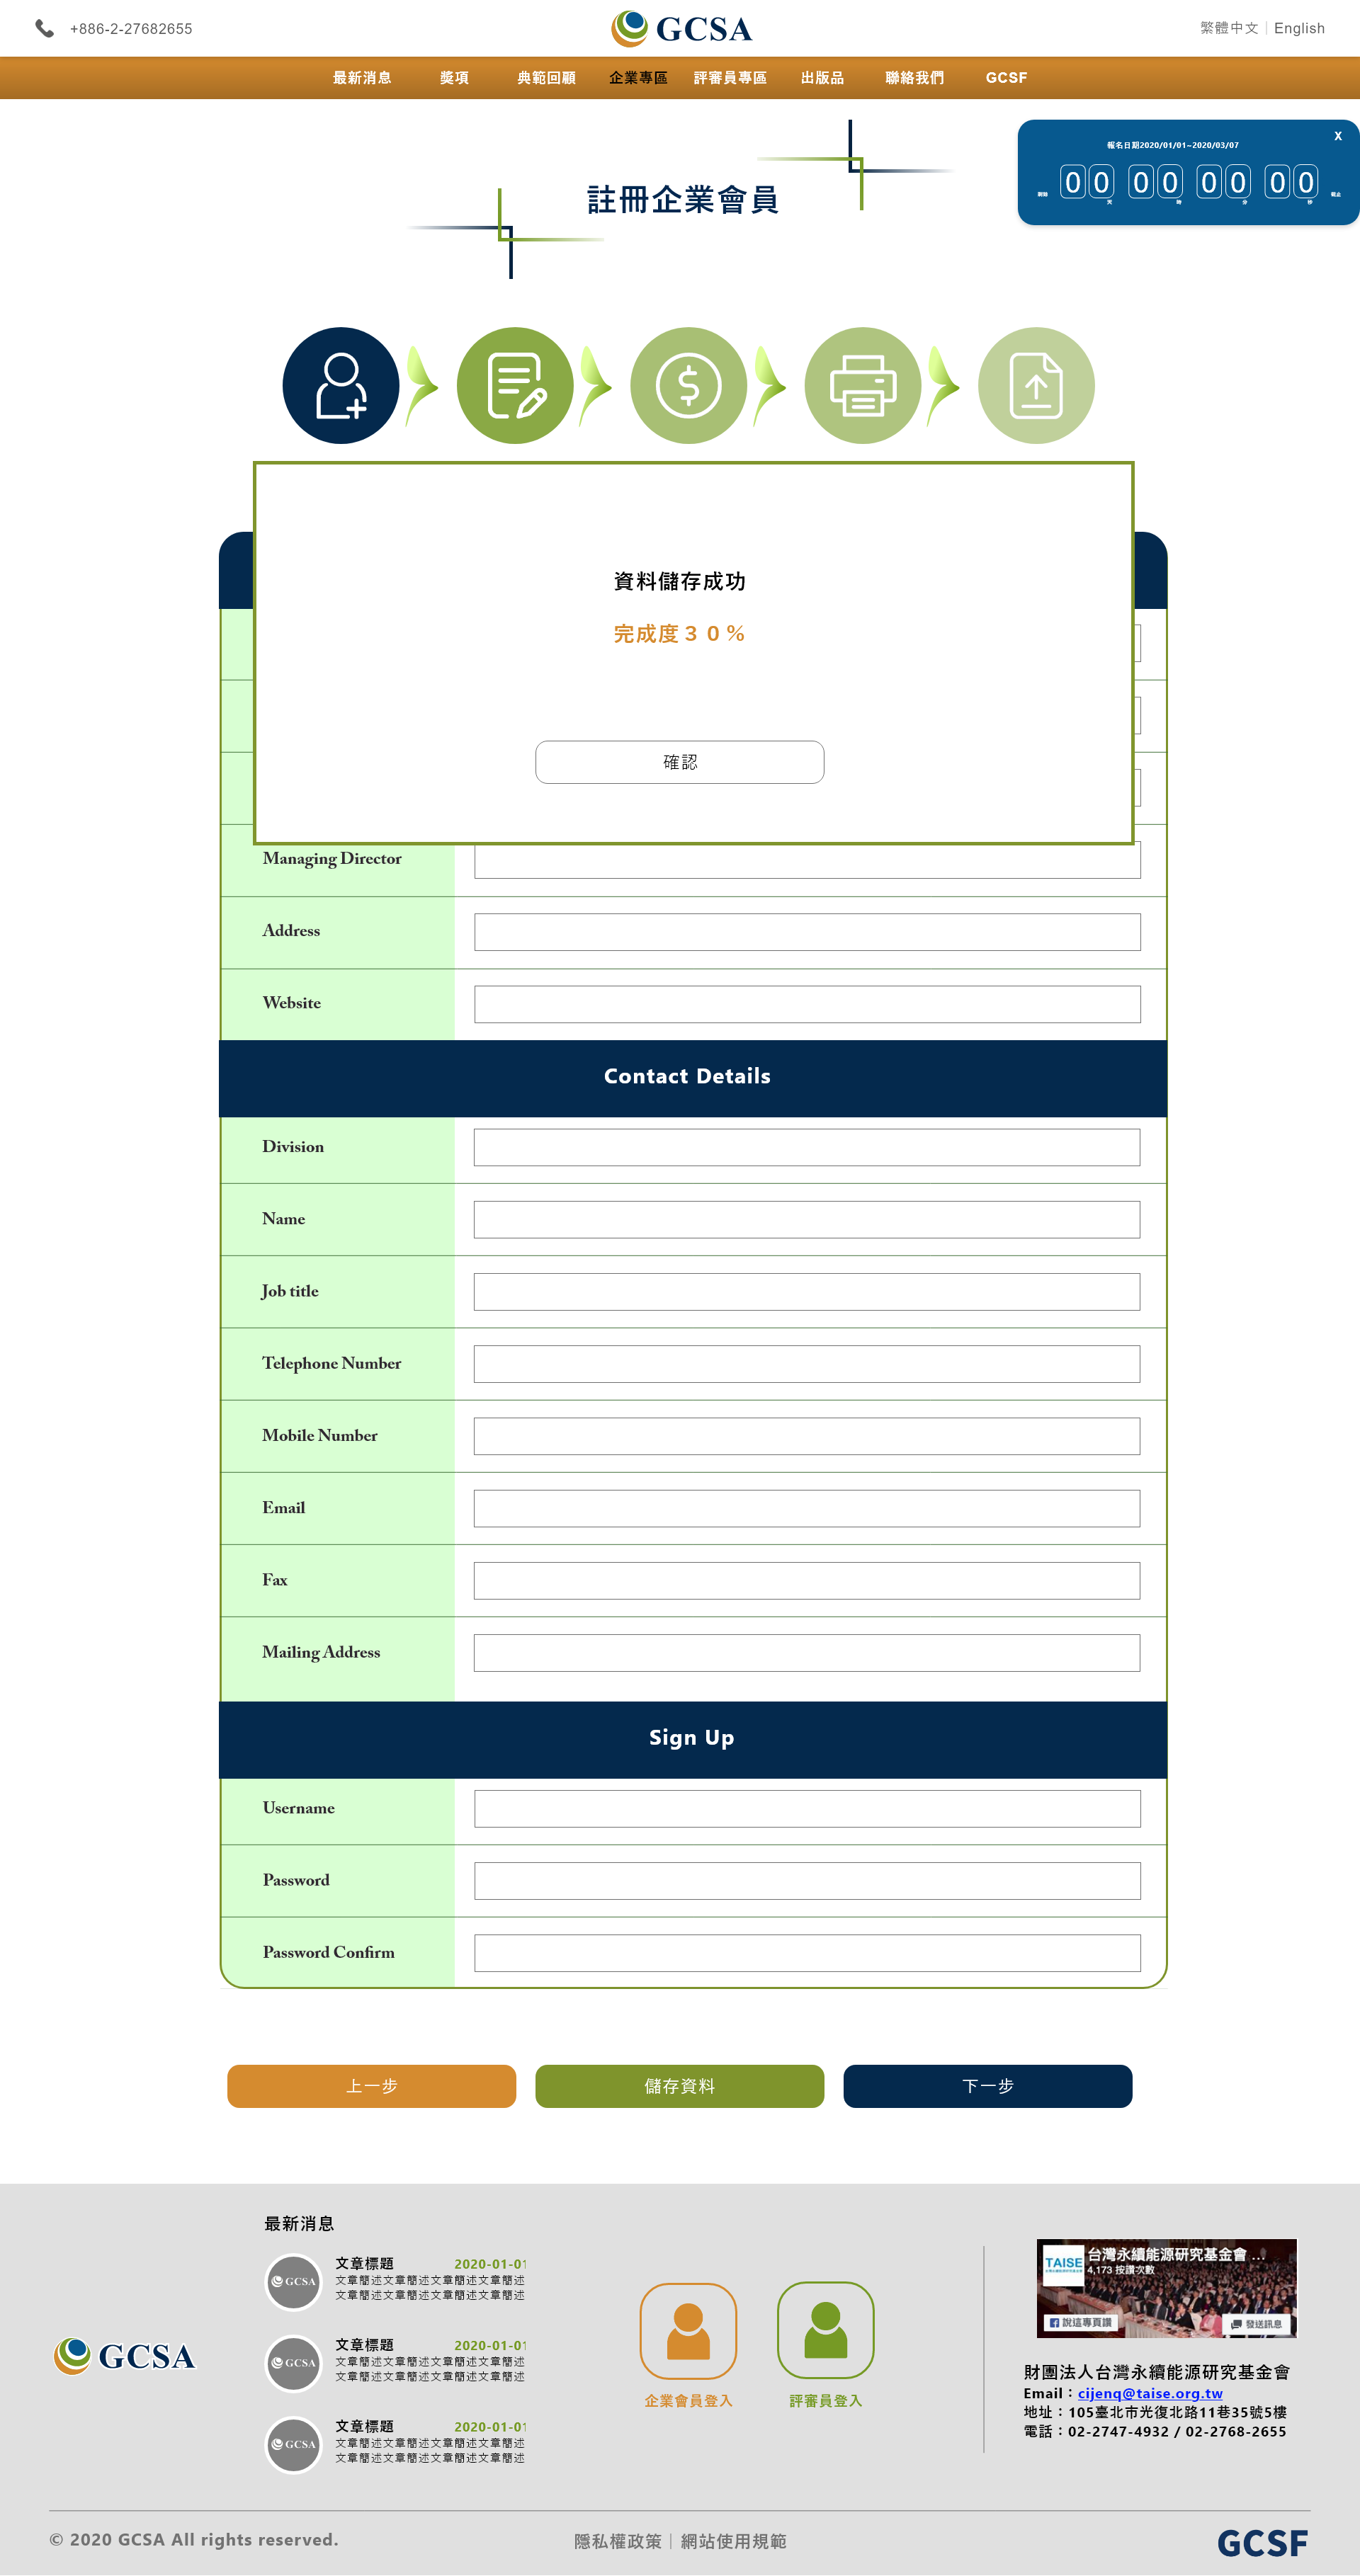 +886-2-27682655
GCSA
繁體中文｜English
最新消息 獎項 典範回顧 企業專區 評審員專區 出版品 聯絡我們 GCSF
X
報名日期2020/01/01~2020/03/07
剩餘 00 天 00 時 00 分 00 秒 截止
註冊企業會員
資料儲存成功
完成度３０%
確認
Managing Director
Address
Website
Contact Details
Division
Name
Job title
Telephone Number
Mobile Number
Email
Fax
Mailing Address
Sign Up
Username
Password
Password Confirm
上一步 儲存資料 下一步
最新消息
GCSA
文章標題 2020-01-01
文章簡述文章簡述文章簡述文章簡述
文章簡述文章簡述文章簡述文章簡述
GCSA
文章標題 2020-01-01
文章簡述文章簡述文章簡述文章簡述
文章簡述文章簡述文章簡述文章簡述
GCSA
文章標題 2020-01-01
文章簡述文章簡述文章簡述文章簡述
文章簡述文章簡述文章簡述文章簡述
GCSA
企業會員登入 評審員登入
TAISE
台灣永續能源研究基金會 ...
4,173 按讚次數
說這專頁讚 發送訊息
財團法人台灣永續能源研究基金會
Email：cijenq@taise.org.tw
地址：105臺北市光復北路11巷35號5樓
電話：02-2747-4932 / 02-2768-2655
© 2020 GCSA All rights reserved.
隱私權政策｜網站使用規範
GCSF